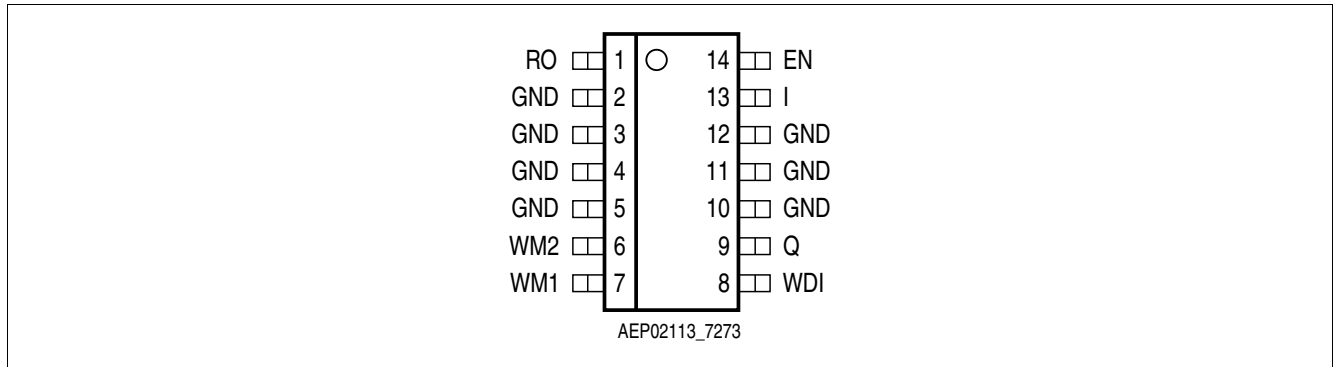 RO 1 14 EN
GND 2 13 I
GND 3 12 GND
GND 4 11 GND
GND 5 10 GND
WM2 6 9 Q
WM1 7 8 WDI
AEP02113_7273